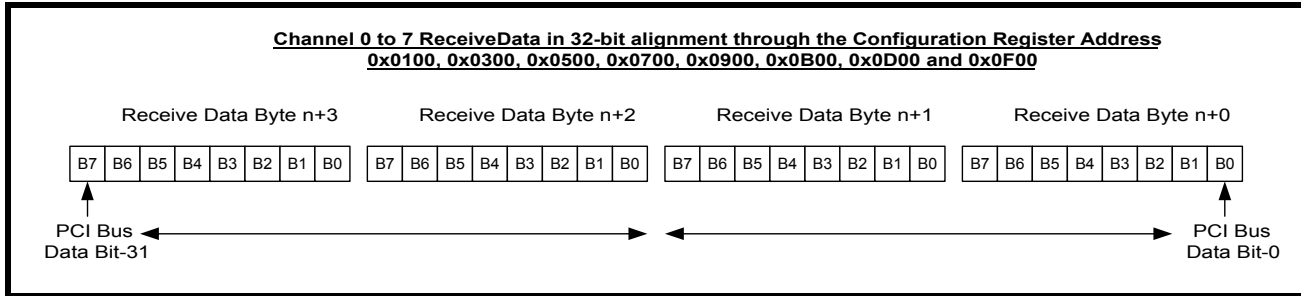 Channel 0 to 7 ReceiveData in 32-bit alignment through the Configuration Register Address
0x0100, 0x0300, 0x0500, 0x0700, 0x0900, 0x0B00, 0x0D00 and 0x0F00
Receive Data Byte n+3 Receive Data Byte n+2 Receive Data Byte n+1 Receive Data Byte n+0
B7 B6 B5 B4 B3 B2 B1 B0 B7 B6 B5 B4 B3 B2 B1 B0 B7 B6 B5 B4 B3 B2 B1 B0 B7 B6 B5 B4 B3 B2 B1 B0
PCI Bus
Data Bit-31
PCI Bus
Data Bit-0